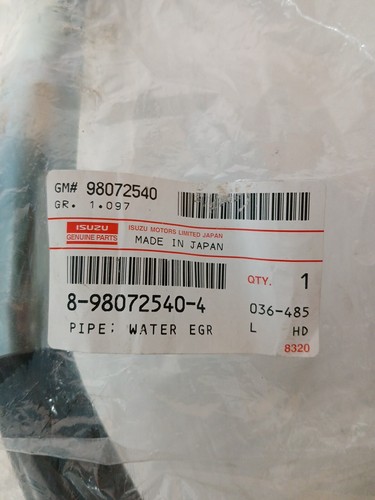 GM# 98072540
GR. 1.097
ISUZU
GENUINE PARTS
ISUZU MOTORS LIMITED JAPAN
MADE IN JAPAN
QTY. 1
8-98072540-4
036-485
PIPE; WATER EGR
L HD
8320